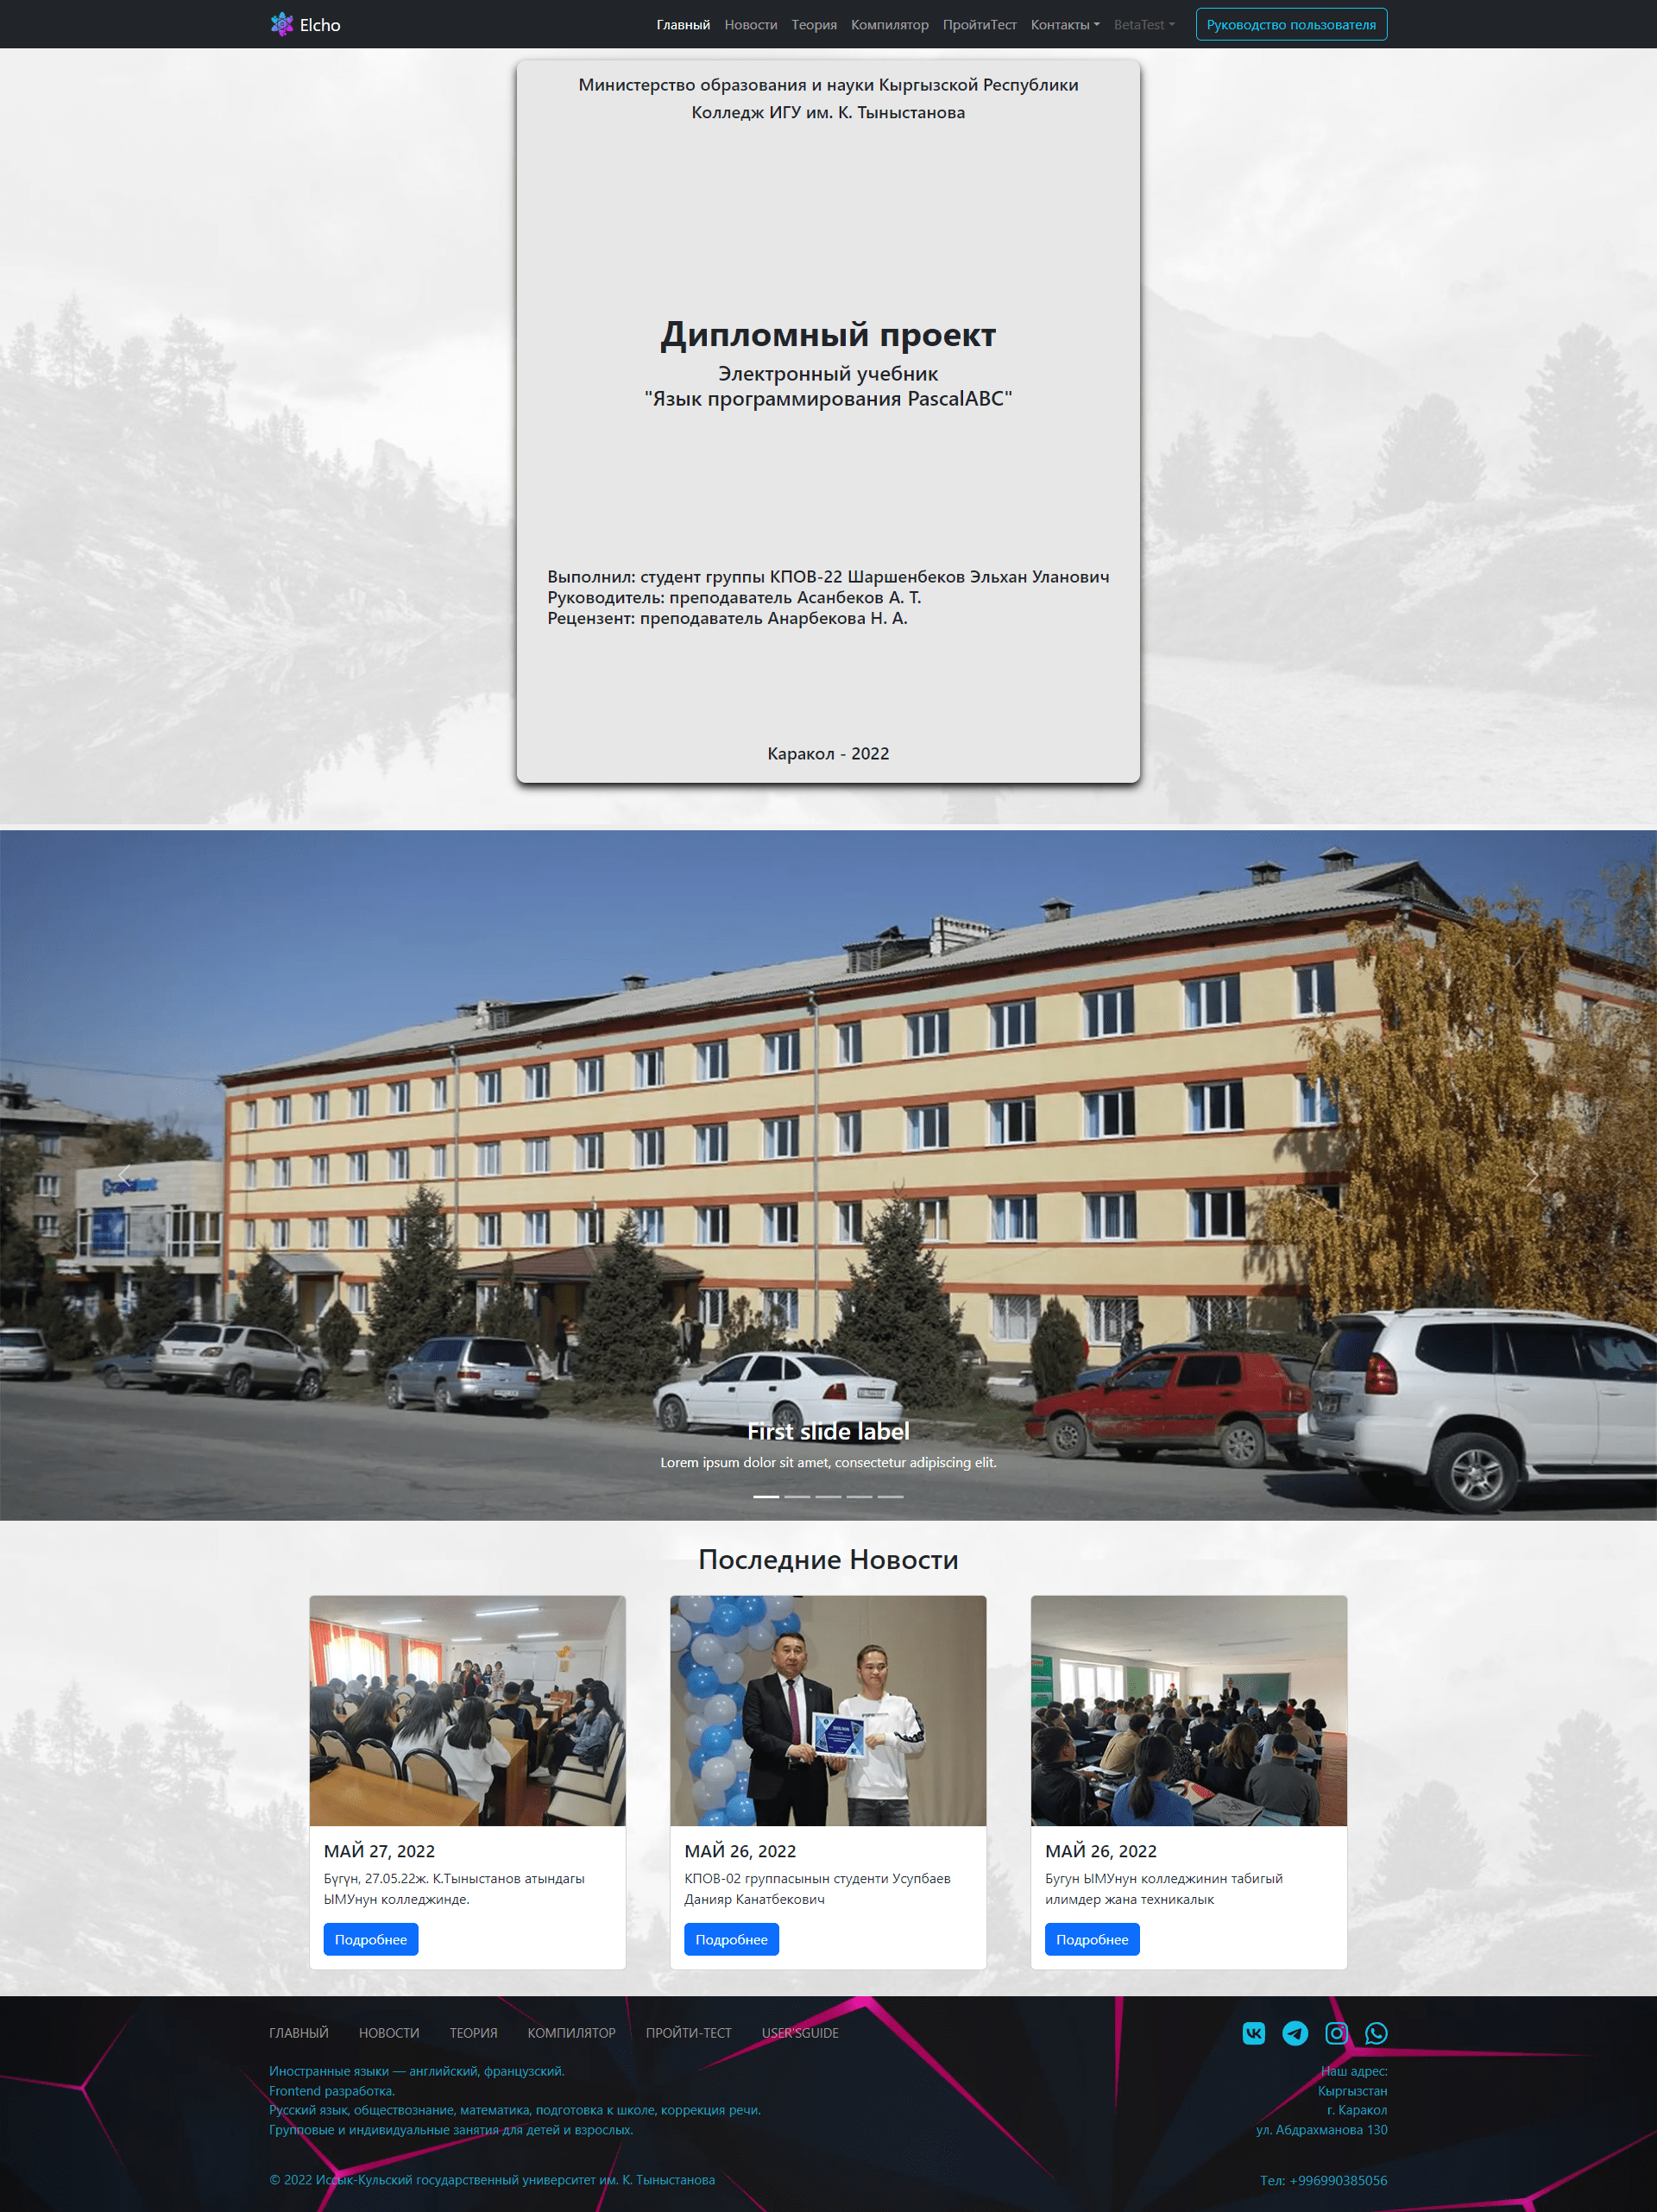 Elcho
Главный Новости Теория Компилятор ПройтиТест Контакты BetaTest Руководство пользователя
Министерство образования и науки Кыргызской Республики
Колледж ИГУ им. К. Тыныстанова
Дипломный проект
Электронный учебник
"Язык программирования PascalABC"
Выполнил: студент группы КПОВ-22 Шаршенбеков Эльхан Уланович
Руководитель: преподаватель Асанбеков А. Т.
Рецензент: преподаватель Анарбекова Н. А.
Каракол - 2022
First slide label
Lorem ipsum dolor sit amet, consectetur adipiscing elit.
Последние Новости
МАЙ 27, 2022
Бүгүн, 27.05.22ж. К.Тыныстанов атындагы
ЫМУнун колледжинде.
Подробнее
МАЙ 26, 2022
КПОВ-02 группасынын студенти Усупбаев
Данияр Канатбекович
Подробнее
МАЙ 26, 2022
Бугун ЫМУнун колледжинин табигый
илимдер жана техникалык
Подробнее
ГЛАВНЫЙ НОВОСТИ ТЕОРИЯ КОМПИЛЯТОР ПРОЙТИ-ТЕСТ USER'SGUIDE
Иностранные языки — английский, французский.
Frontend разработка.
Русский язык, обществознание, математика, подготовка к школе, коррекция речи.
Групповые и индивидуальные занятия для детей и взрослых.
Наш адрес:
Кыргызстан
г. Каракол
ул. Абдрахманова 130
© 2022 Иссык-Кульский государственный университет им. К. Тыныстанова
Тел: +996990385056